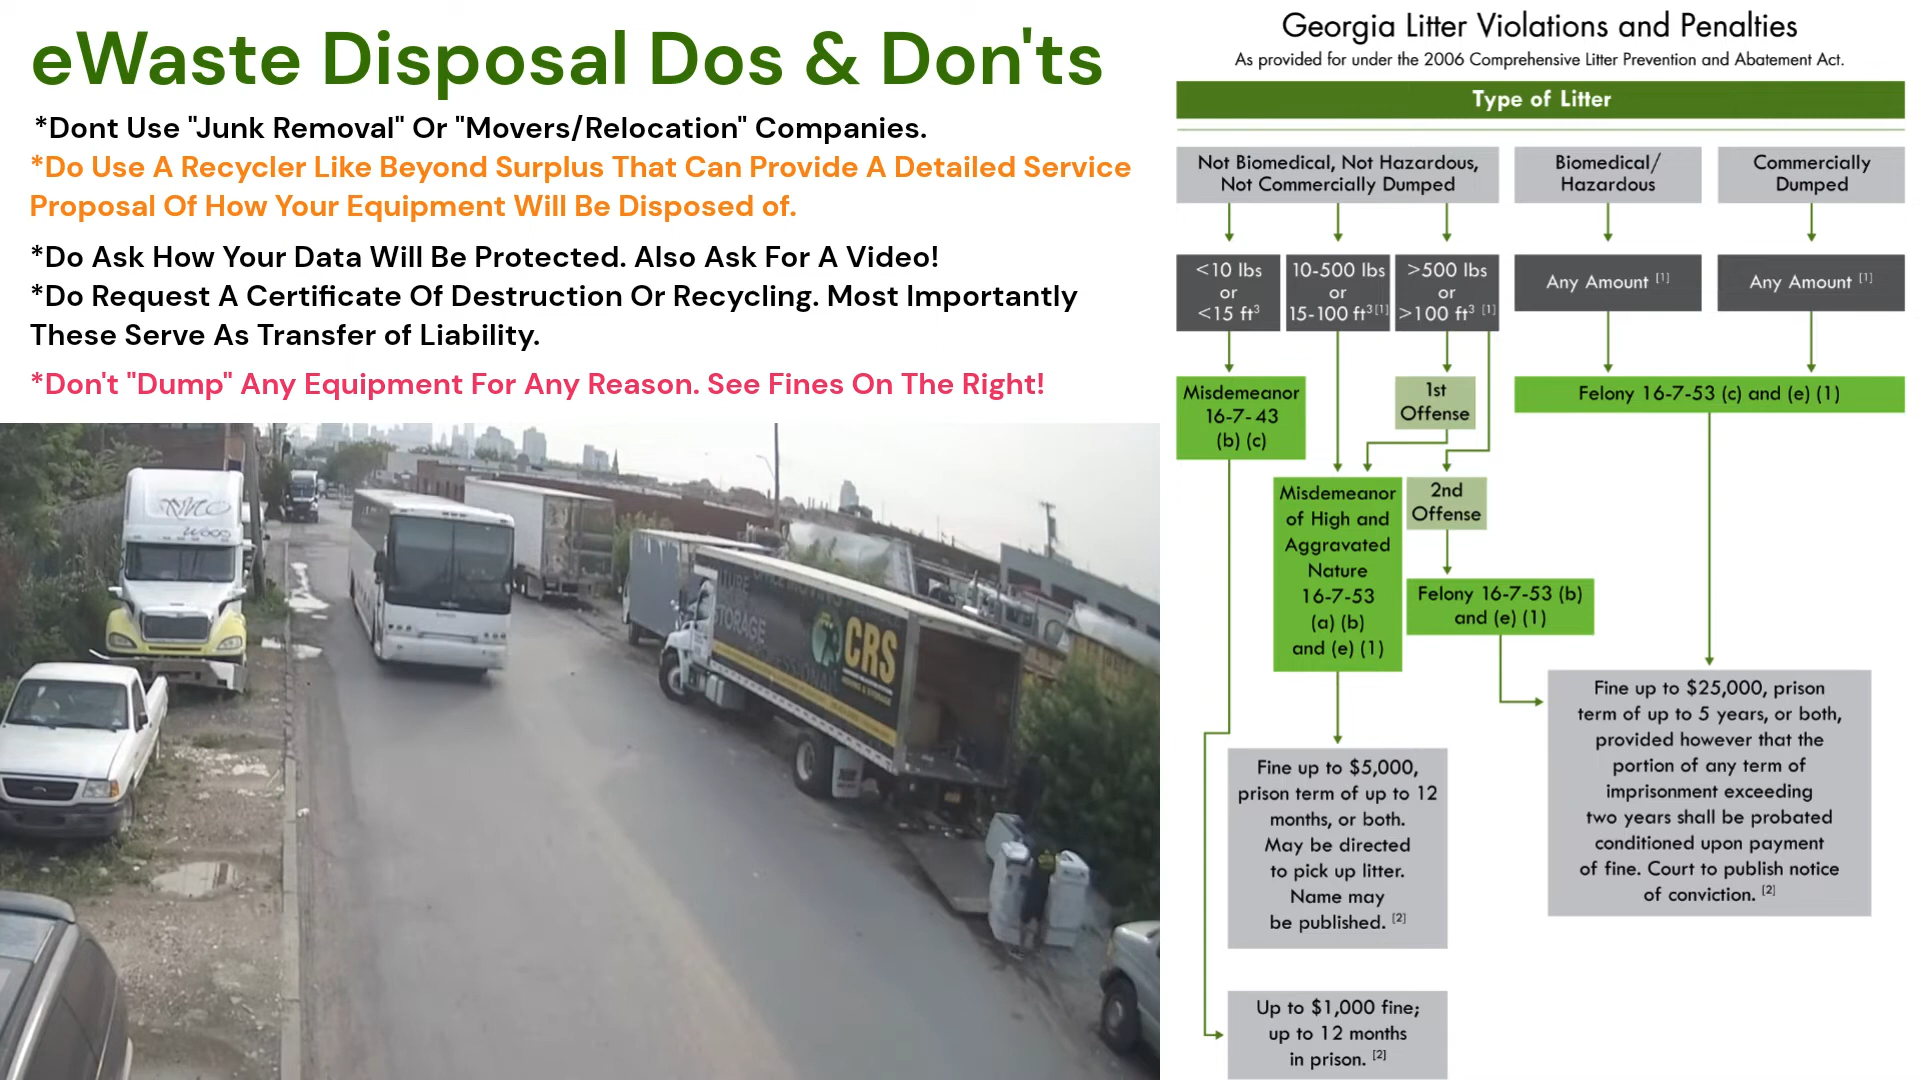 eWaste Disposal Dos & Don'ts
*Dont Use "Junk Removal" Or "Movers/Relocation" Companies.
*Do Use A Recycler Like Beyond Surplus That Can Provide A Detailed Service
Proposal Of How Your Equipment Will Be Disposed of.
*Do Ask How Your Data Will Be Protected. Also Ask For A Video!
*Do Request A Certificate Of Destruction Or Recycling. Most Importantly
These Serve As Transfer of Liability.
*Don't "Dump" Any Equipment For Any Reason. See Fines On The Right!
STORAGE
CRS
Georgia Litter Violations and Penalties
As provided for under the 2006 Comprehensive Litter Prevention and Abatement Act.
Type of Litter
Not Biomedical, Not Hazardous,
Not Commercially Dumped
Biomedical/
Hazardous
Commercially
Dumped
<10 lbs
or
<15 ft³
10-500 lbs
or
15-100 ft³ [1]
>500 lbs
or
>100 ft³ [1]
Any Amount [1]
Any Amount [1]
Misdemeanor
16-7-43
(b) (c)
1st
Offense
Felony 16-7-53 (c) and (e) (1)
Misdemeanor
of High and
Aggravated
Nature
16-7-53
(a) (b)
and (e) (1)
2nd
Offense
Felony 16-7-53 (b)
and (e) (1)
Fine up to $25,000, prison
term of up to 5 years, or both,
provided however that the
portion of any term of
imprisonment exceeding
two years shall be probated
conditioned upon payment
of fine. Court to publish notice
of conviction. [2]
Fine up to $5,000,
prison term of up to 12
months, or both.
May be directed
to pick up litter.
Name may
be published. [2]
Up to $1,000 fine;
up to 12 months
in prison. [2]